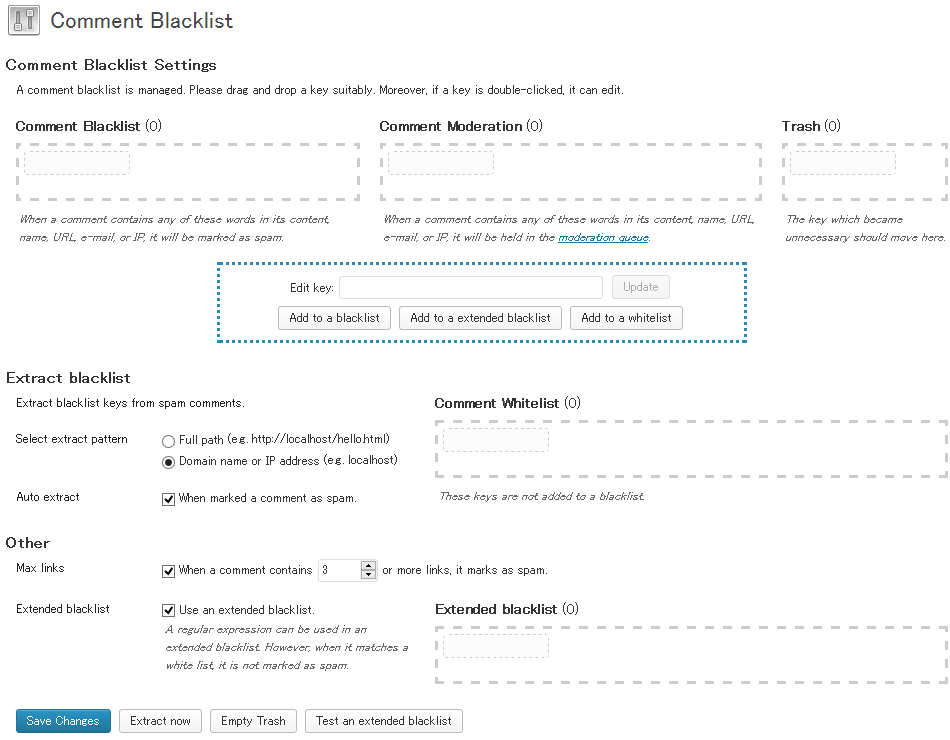 Comment Blacklist
Comment Blacklist Settings
A comment blacklist is managed. Please drag and drop a key suitably. Moreover, if a key is double-clicked, it can edit.
Comment Blacklist (0)
When a comment contains any of these words in its content,
name, URL, e-mail, or IP, it will be marked as spam.
Comment Moderation (0)
When a comment contains any of these words in its content, name, URL,
e-mail, or IP, it will be held in the moderation queue.
Trash (0)
The key which became
unnecessary should move here.
Edit key:
Update
Add to a blacklist
Add to a extended blacklist
Add to a whitelist
Extract blacklist
Extract blacklist keys from spam comments.
Select extract pattern
Full path (e.g. http://localhost/hello.html)
Domain name or IP address (e.g. localhost)
Auto extract
When marked a comment as spam.
Comment Whitelist (0)
These keys are not added to a blacklist.
Other
Max links
When a comment contains 3 or more links, it marks as spam.
Extended blacklist
Use an extended blacklist.
A regular expression can be used in an
extended blacklist. However, when it matches a
white list, it is not marked as spam.
Extended blacklist (0)
Save Changes
Extract now
Empty Trash
Test an extended blacklist